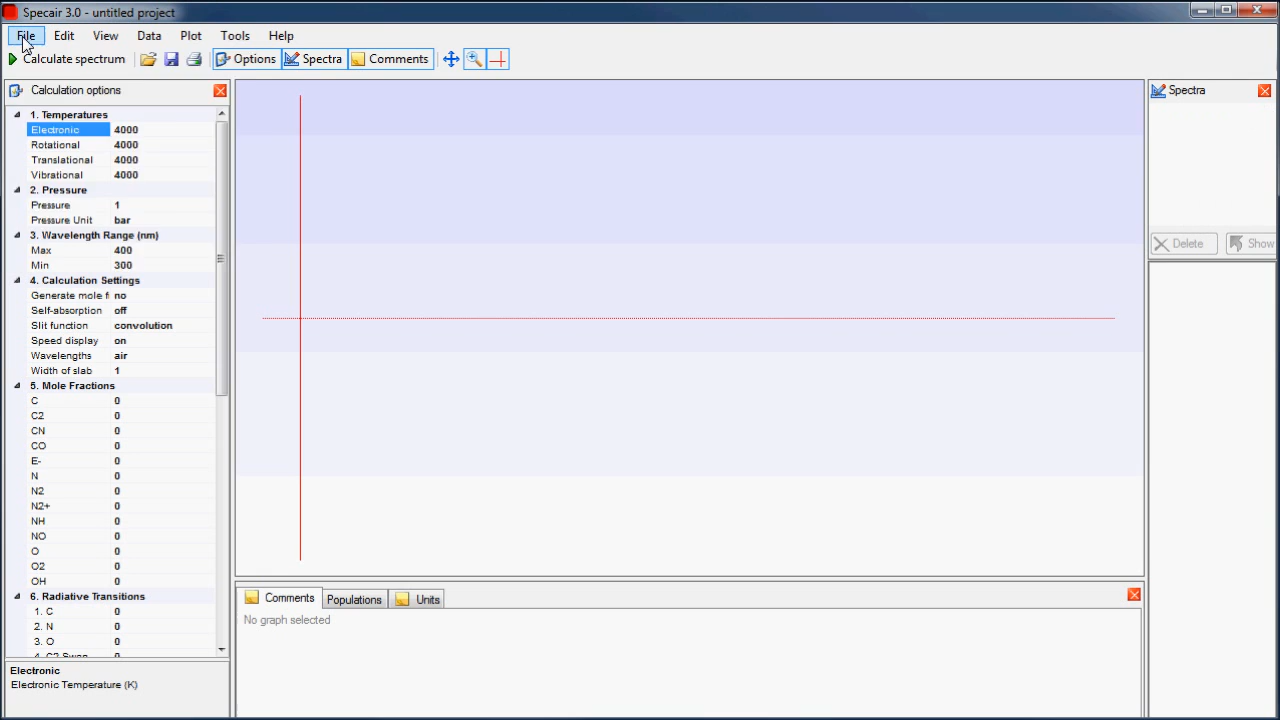 Specair 3.0 - untitled project
File Edit View Data Plot Tools Help
Calculate spectrum Options Spectra Comments
Calculation options
1. Temperatures
Electronic 4000
Rotational 4000
Translational 4000
Vibrational 4000
2. Pressure
Pressure 1
Pressure Unit bar
3. Wavelength Range (nm)
Max 400
Min 300
4. Calculation Settings
Generate mole f no
Self-absorption off
Slit function convolution
Speed display on
Wavelengths air
Width of slab 1
5. Mole Fractions
C 0
C2 0
CN 0
CO 0
E- 0
N 0
N2 0
N2+ 0
NH 0
NO 0
O 0
O2 0
OH 0
6. Radiative Transitions
1. C 0
2. N 0
3. O 0
4. C2 Swan 0
Electronic
Electronic Temperature (K)
Comments Populations Units
No graph selected
Spectra
Delete Show